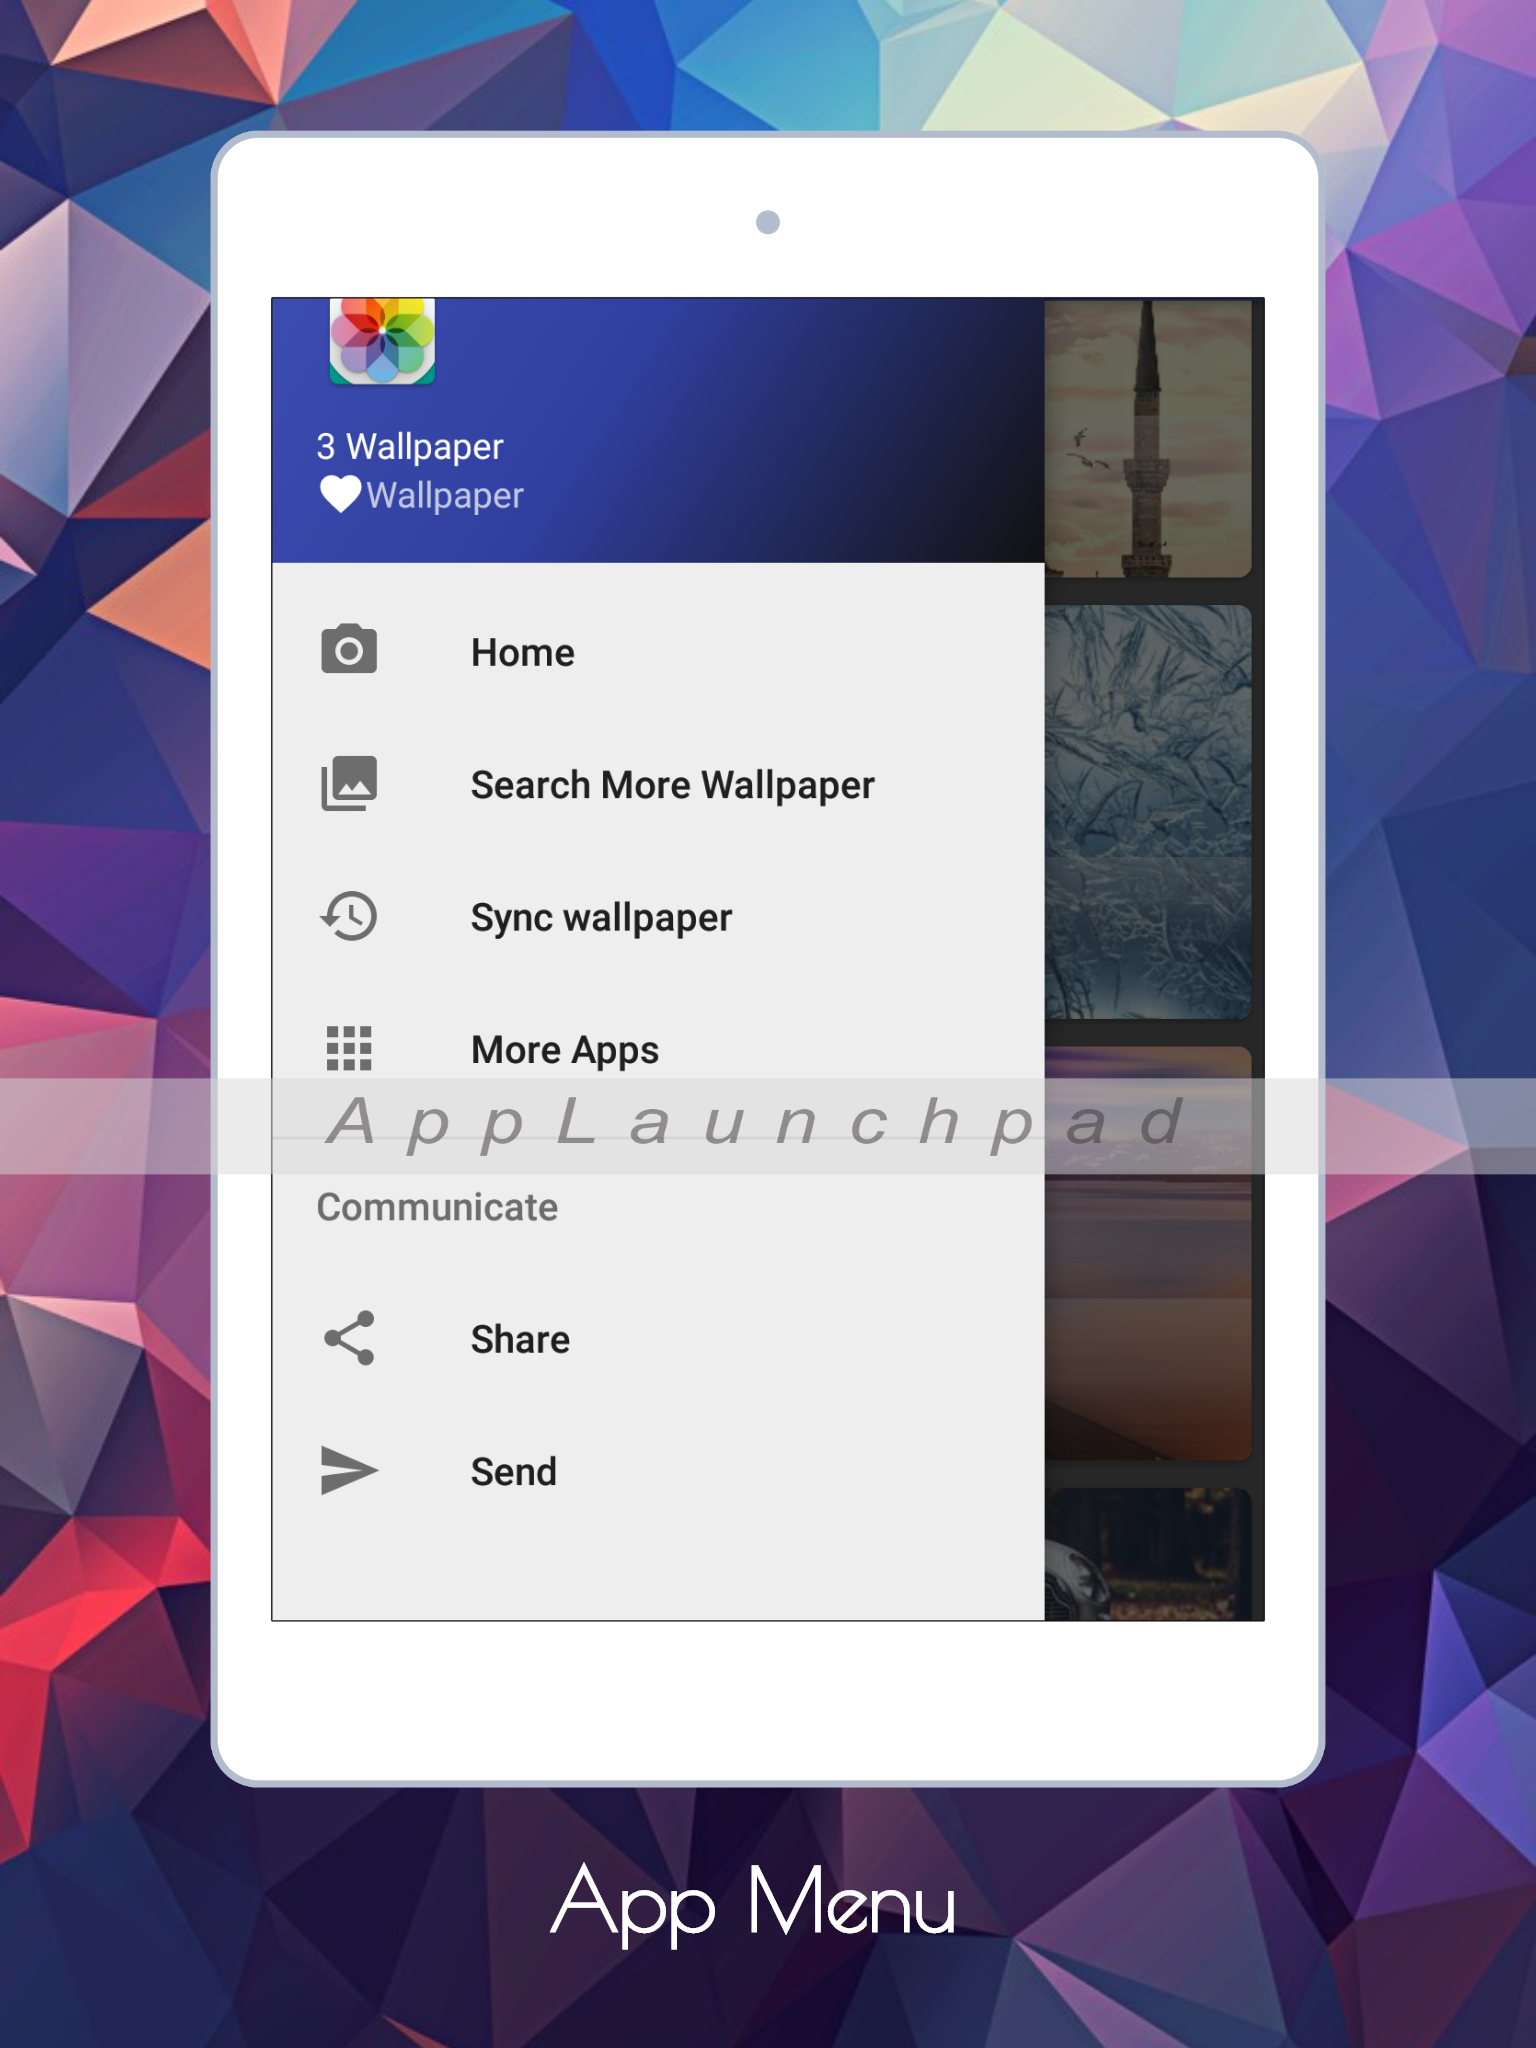 3 Wallpaper
Wallpaper
Home
Search More Wallpaper
Sync wallpaper
More Apps
AppLaunchpad
Communicate
Share
Send
App Menu